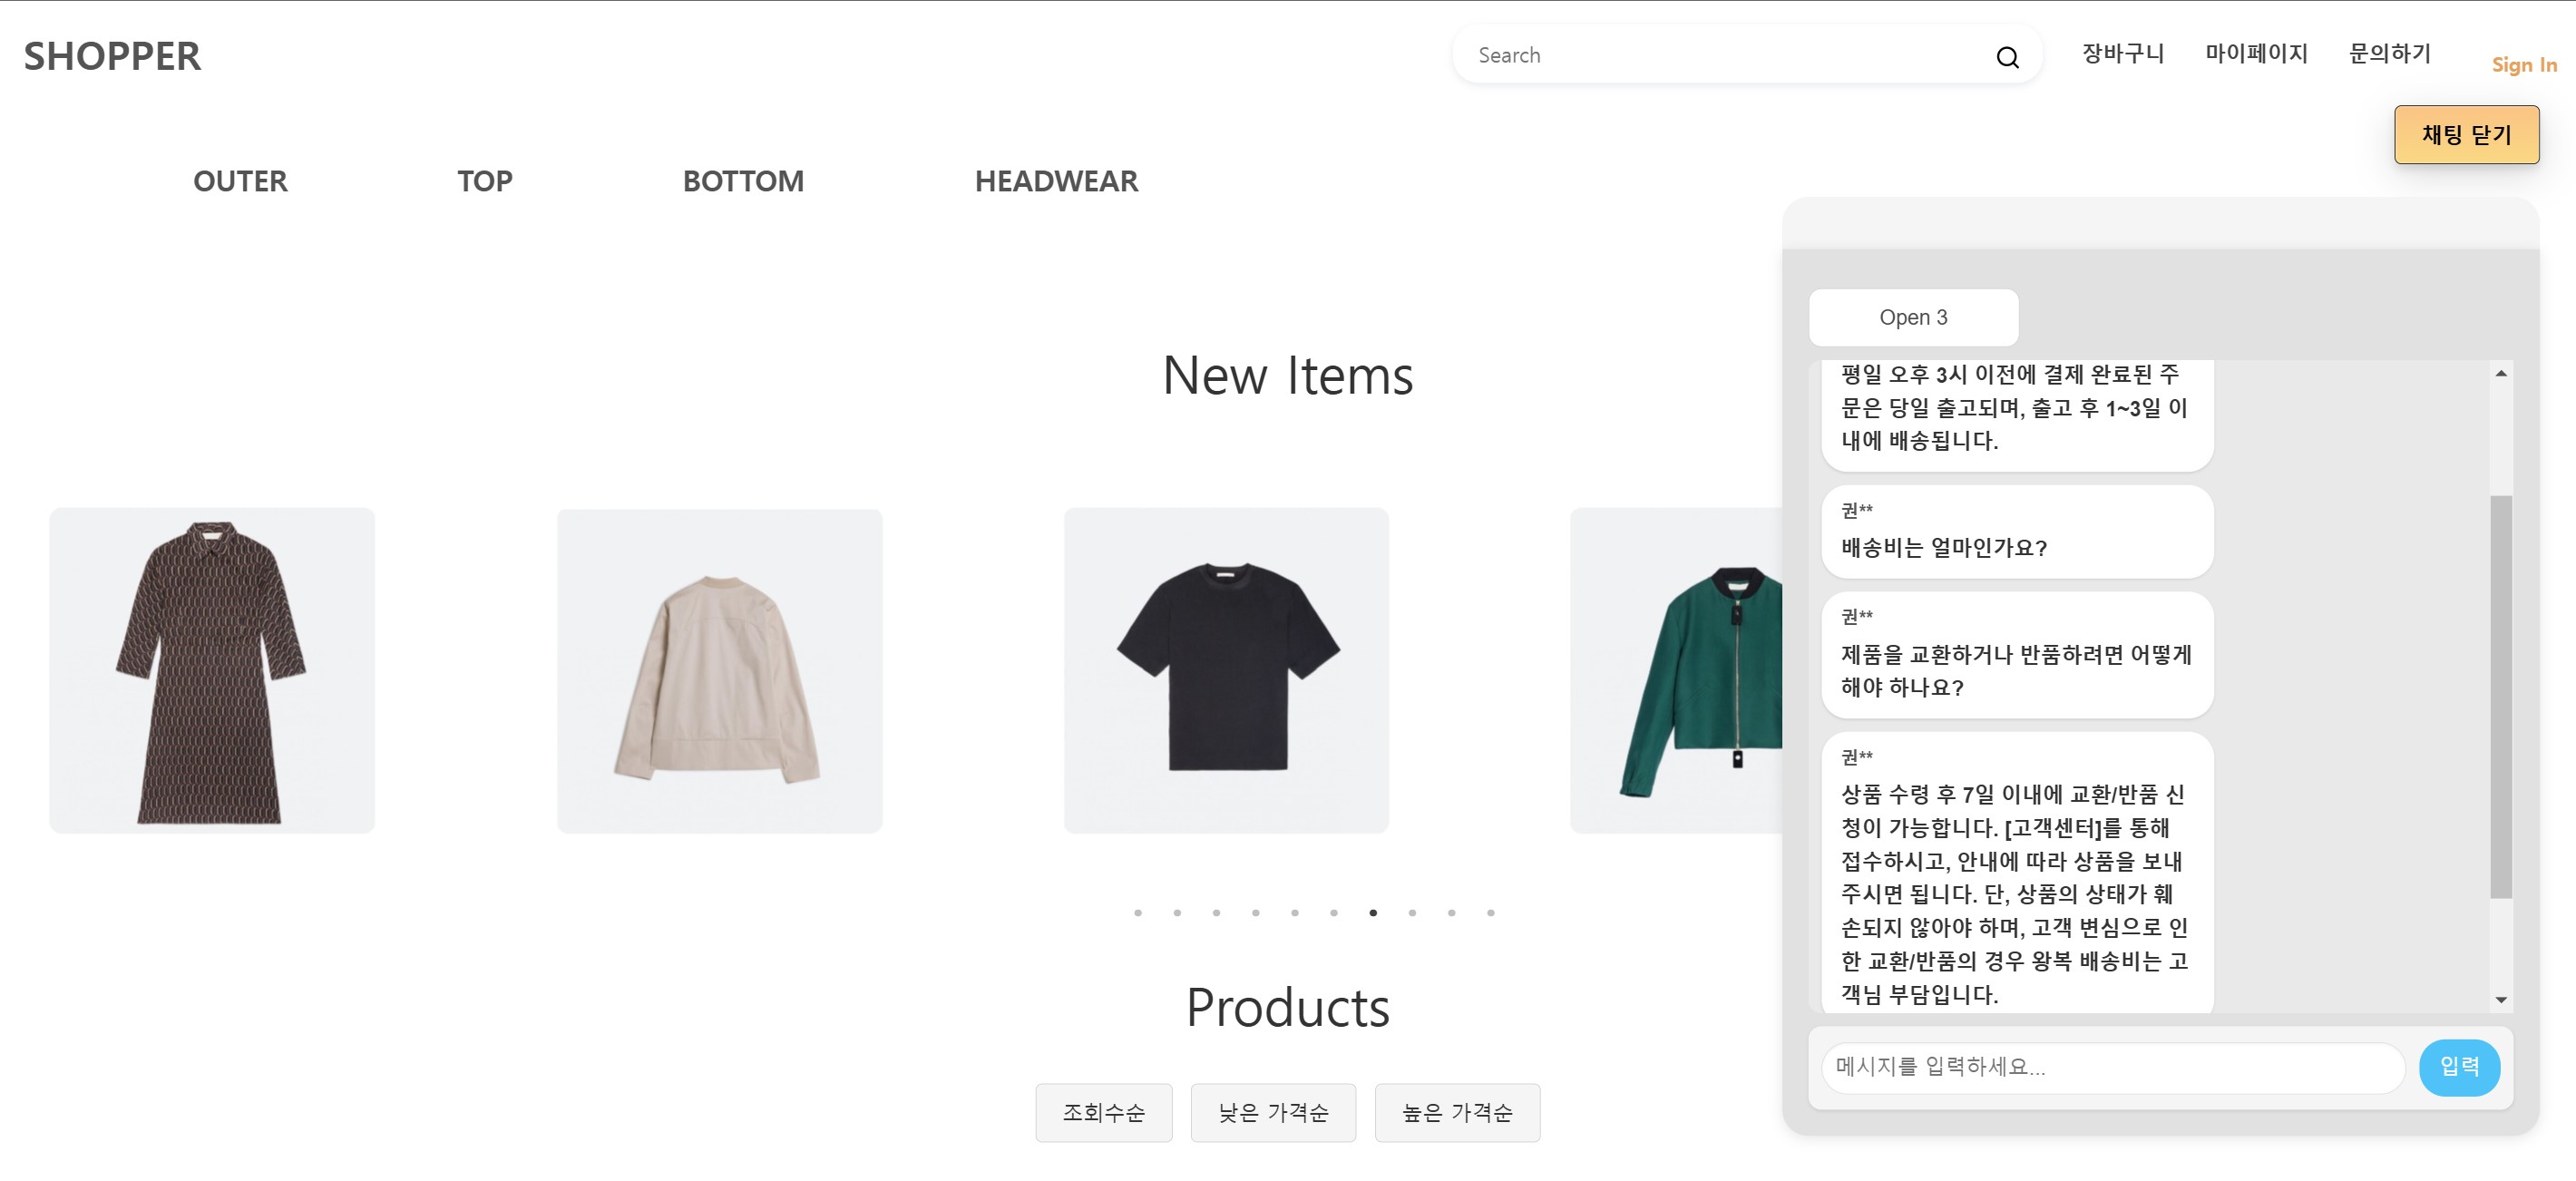 SHOPPER
Search
장바구니
마이페이지
문의하기
Sign In
채팅 닫기
OUTER
TOP
BOTTOM
HEADWEAR
Open 3
New Items
평일 오후 3시 이전에 결제 완료된 주
문은 당일 출고되며, 출고 후 1~3일 이
내에 배송됩니다.
권**
배송비는 얼마인가요?
권**
제품을 교환하거나 반품하려면 어떻게
해야 하나요?
권**
상품 수령 후 7일 이내에 교환/반품 신
청이 가능합니다. [고객센터]를 통해
접수하시고, 안내에 따라 상품을 보내
주시면 됩니다. 단, 상품의 상태가 훼
손되지 않아야 하며, 고객 변심으로 인
한 교환/반품의 경우 왕복 배송비는 고
객님 부담입니다.
메시지를 입력하세요...
입력
Products
조회수순
낮은 가격순
높은 가격순